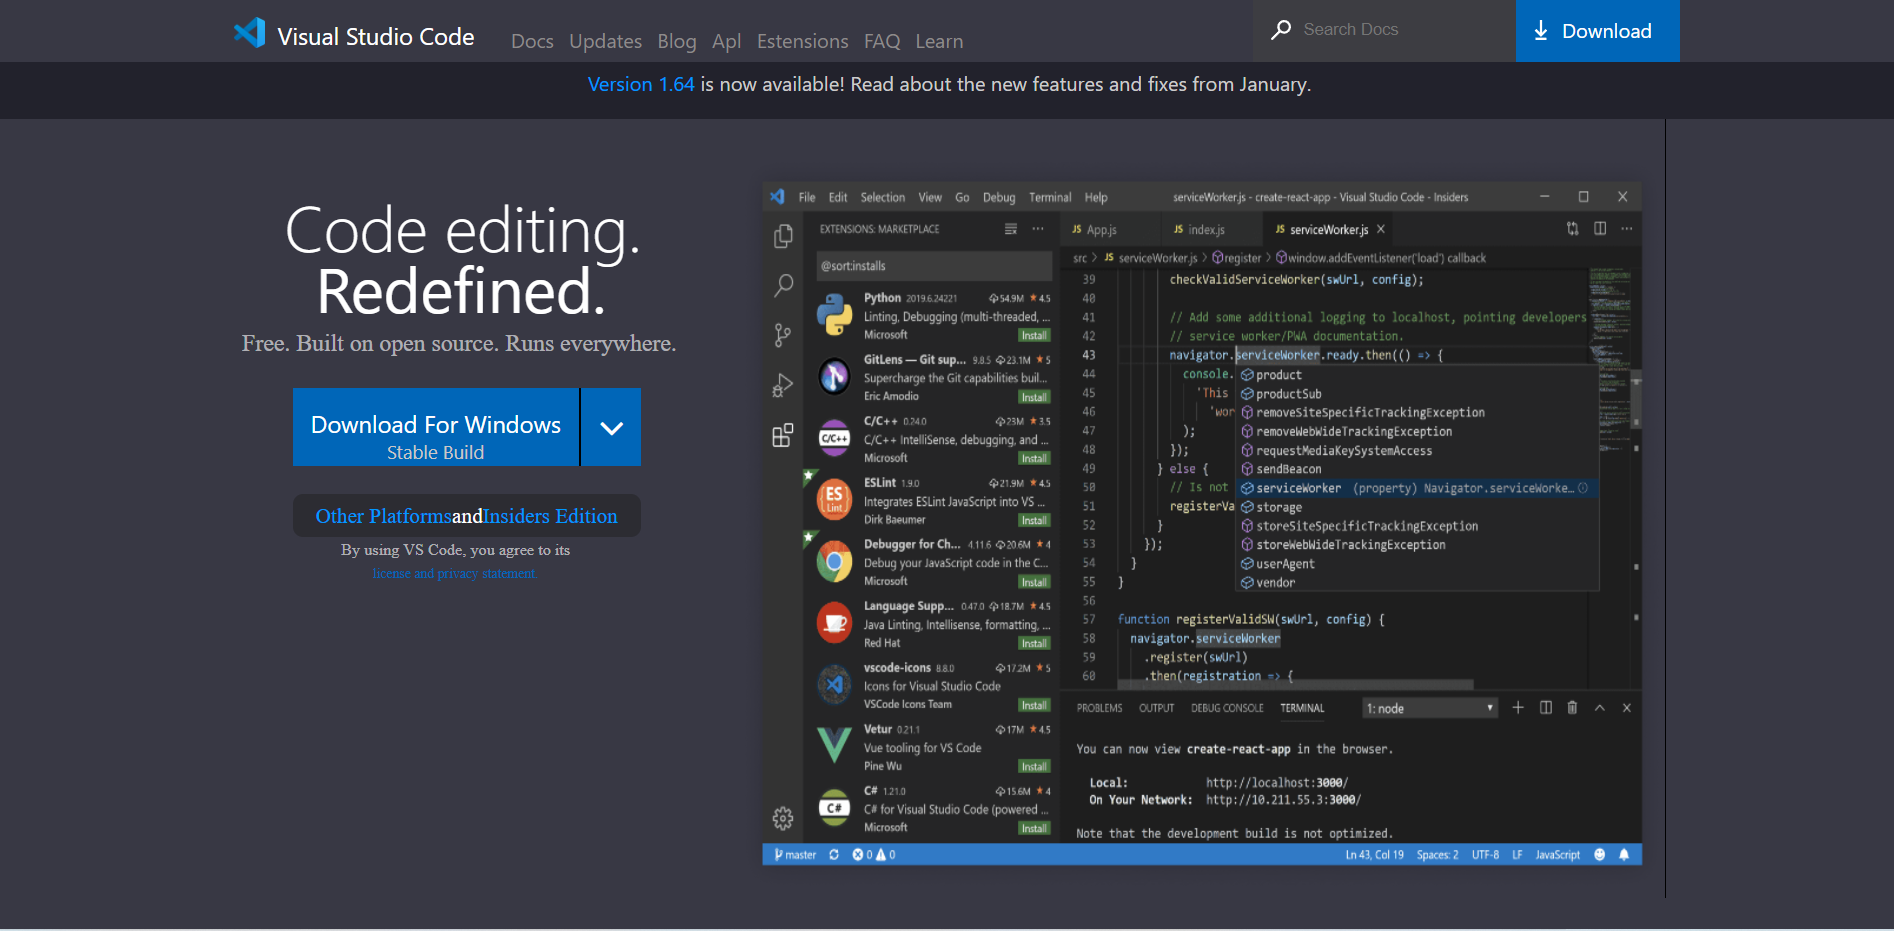 Visual Studio Code
Docs Updates Blog Apl Extensions FAQ Learn
Search Docs
Download
Version 1.64 is now available! Read about the new features and fixes from January.
Code editing.
Redefined.
Free. Built on open source. Runs everywhere.
Download For Windows
Stable Build
Other PlatformsandInsiders Edition
By using VS Code, you agree to its
license and privacy statement.
File Edit Selection View Go Debug Terminal Help
serviceWorker.js - create-react-app - Visual Studio Code - Insiders
EXTENSIONS: MARKETPLACE
@sort:installs
Python 2019.6.24221 54.9M 4.5
Linting, Debugging (multi-threaded, ...
Microsoft Install
GitLens — Git sup... 9.8.5 23.1M 5
Supercharge the Git capabilities buil...
Eric Amodio Install
C/C++
C/C++ 0.24.0 23M 3.5
C/C++ IntelliSense, debugging, and ...
Microsoft Install
ES
Lint
ESLint 1.9.0 21.9M 4.5
Integrates ESLint JavaScript into VS ...
Dirk Baeumer Install
Debugger for Ch... 4.11.6 20.6M 4
Debug your JavaScript code in the C...
Microsoft Install
Language Supp... 0.47.0 18.7M 4.5
Java Linting, Intellisense, formatting, ...
Red Hat Install
vscode-icons 8.8.0 17.2M 5
Icons for Visual Studio Code
VSCode Icons Team Install
Vetur 0.21.1 17M 4.5
Vue tooling for VS Code
Pine Wu Install
C#
C# 1.21.0 15.6M 4
C# for Visual Studio Code (powered ...
Microsoft Install
JS App.js JS index.js JS serviceWorker.js
src > JS serviceWorker.js > register > window.addEventListener('load') callback
39 checkValidServiceWorker(swUrl, config);
40
41 // Add some additional logging to localhost, pointing developers
42 // service worker/PWA documentation.
43 navigator.serviceWorker.ready.then(() => {
44 console.
45 'This
46 'wor
47 );
48 });
49 } else {
50 // Is not
51 registerVa
52 }
53 });
54 }
55 }
56
57 function registerValidSW(swUrl, config) {
58 navigator.serviceWorker
59 .register(swUrl)
60 .then(registration => {
product
productSub
removeSiteSpecificTrackingException
removeWebWideTrackingException
requestMediaKeySystemAccess
sendBeacon
serviceWorker (property) Navigator.serviceWorke...
storage
storeSiteSpecificTrackingException
storeWebWideTrackingException
userAgent
vendor
PROBLEMS OUTPUT DEBUG CONSOLE TERMINAL 1: node
You can now view create-react-app in the browser.
Local: http://localhost:3000/
On Your Network: http://10.211.55.3:3000/
Note that the development build is not optimized.
master 0 0
Ln 43, Col 19 Spaces: 2 UTF-8 LF JavaScript